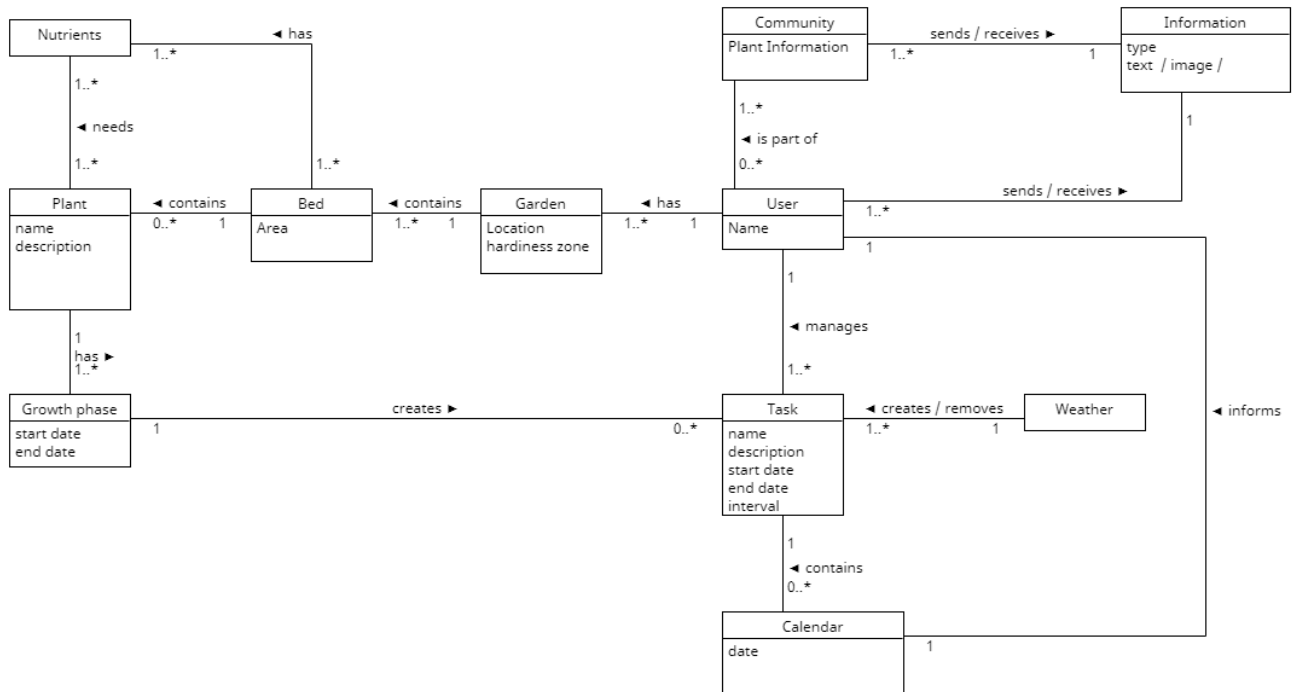 Community
Information
Nutrients
◄ has
sends / receives ►
Plant Information
type
1..*
1..*
1
text / image /
1..*
1..*
1
◄ needs
◄ is part of
1..*
1..*
0..*
sends / receives ►
Plant
◄ contains
Bed
◄ contains
Garden
◄ has
User
name
0..*
1
Area
1..*
1
Location
1..*
1
Name
1..*
description
hardiness zone
1
1
◄ manages
1
has ►
1..*
1..*
Growth phase
creates ►
Task
◄ creates / removes
Weather
◄ informs
start date
1
0..*
name
1..*
1
end date
description
start date
end date
interval
1
◄ contains
0..*
Calendar
date
1